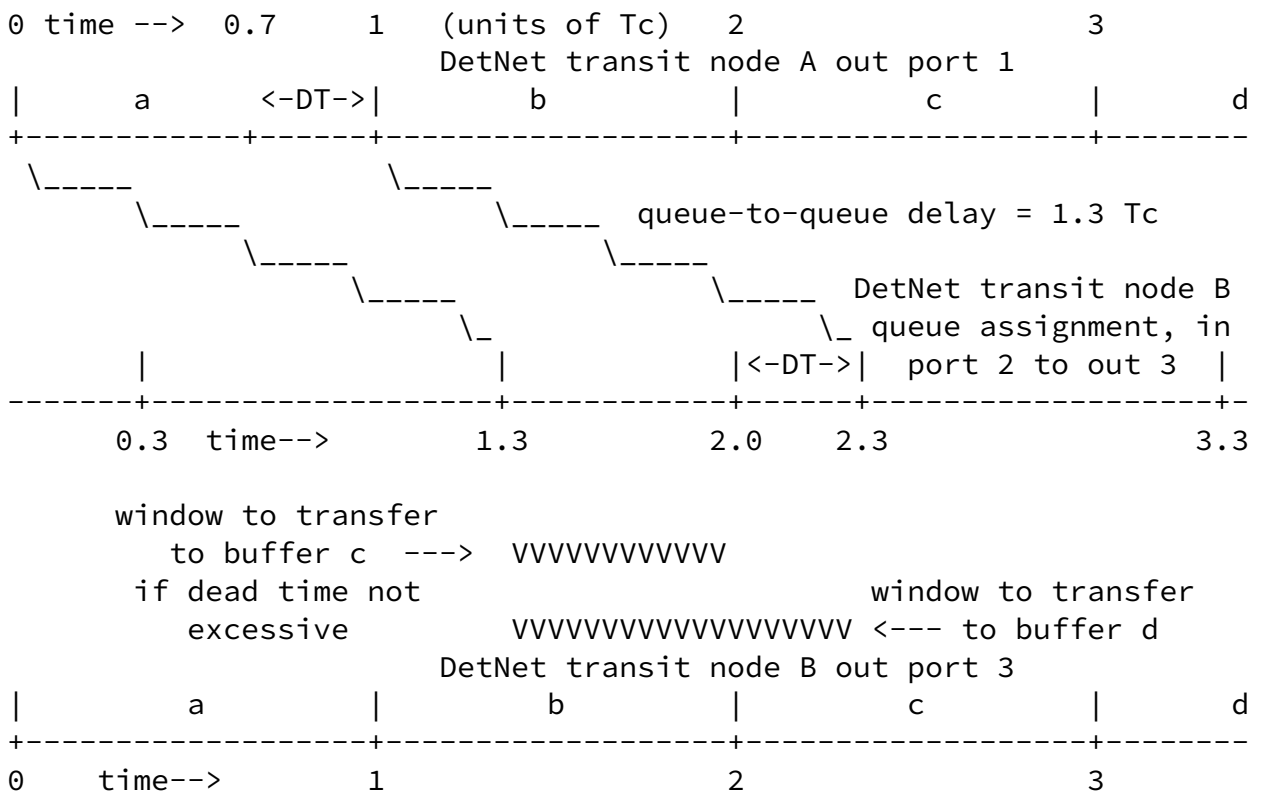 0 time -->  0.7     1   (units of Tc)   2                   3
                        DetNet transit node A out port 1
|      a      <-DT->|        b          |          c        |       d
+------------+------+-------------------+-------------------+--------
 \_____              \_____
       \_____              \_____  queue-to-queue delay = 1.3 Tc
             \_____              \_____
                   \_____              \_____  DetNet transit node B
                         \_                  \_ queue assignment, in
       |                   |            |<-DT->|  port 2 to out 3  |
-------+-------------------+------------+------+-------------------+-
      0.3  time-->        1.3          2.0    2.3                 3.3
      window to transfer
         to buffer c  --->  VVVVVVVVVVVV
       if dead time not                         window to transfer
          excessive         VVVVVVVVVVVVVVVVVVV <--- to buffer d
                        DetNet transit node B out port 3
|         a         |         b         |         c         |       d
+-------------------+-------------------+-------------------+--------
0    time-->        1                   2                   3